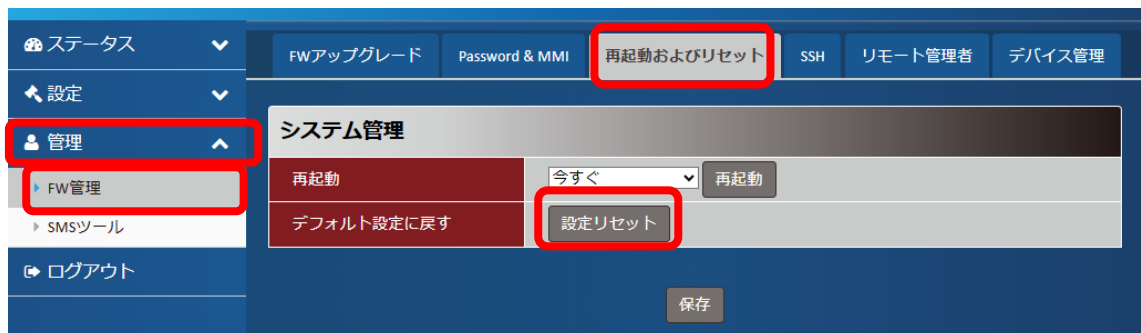 ステータス
設定
管理
FW管理
SMSツール
ログアウト
FWアップグレード Password & MMI 再起動およびリセット SSH リモート管理者 デバイス管理
システム管理
再起動 今すぐ 再起動
デフォルト設定に戻す 設定リセット
保存